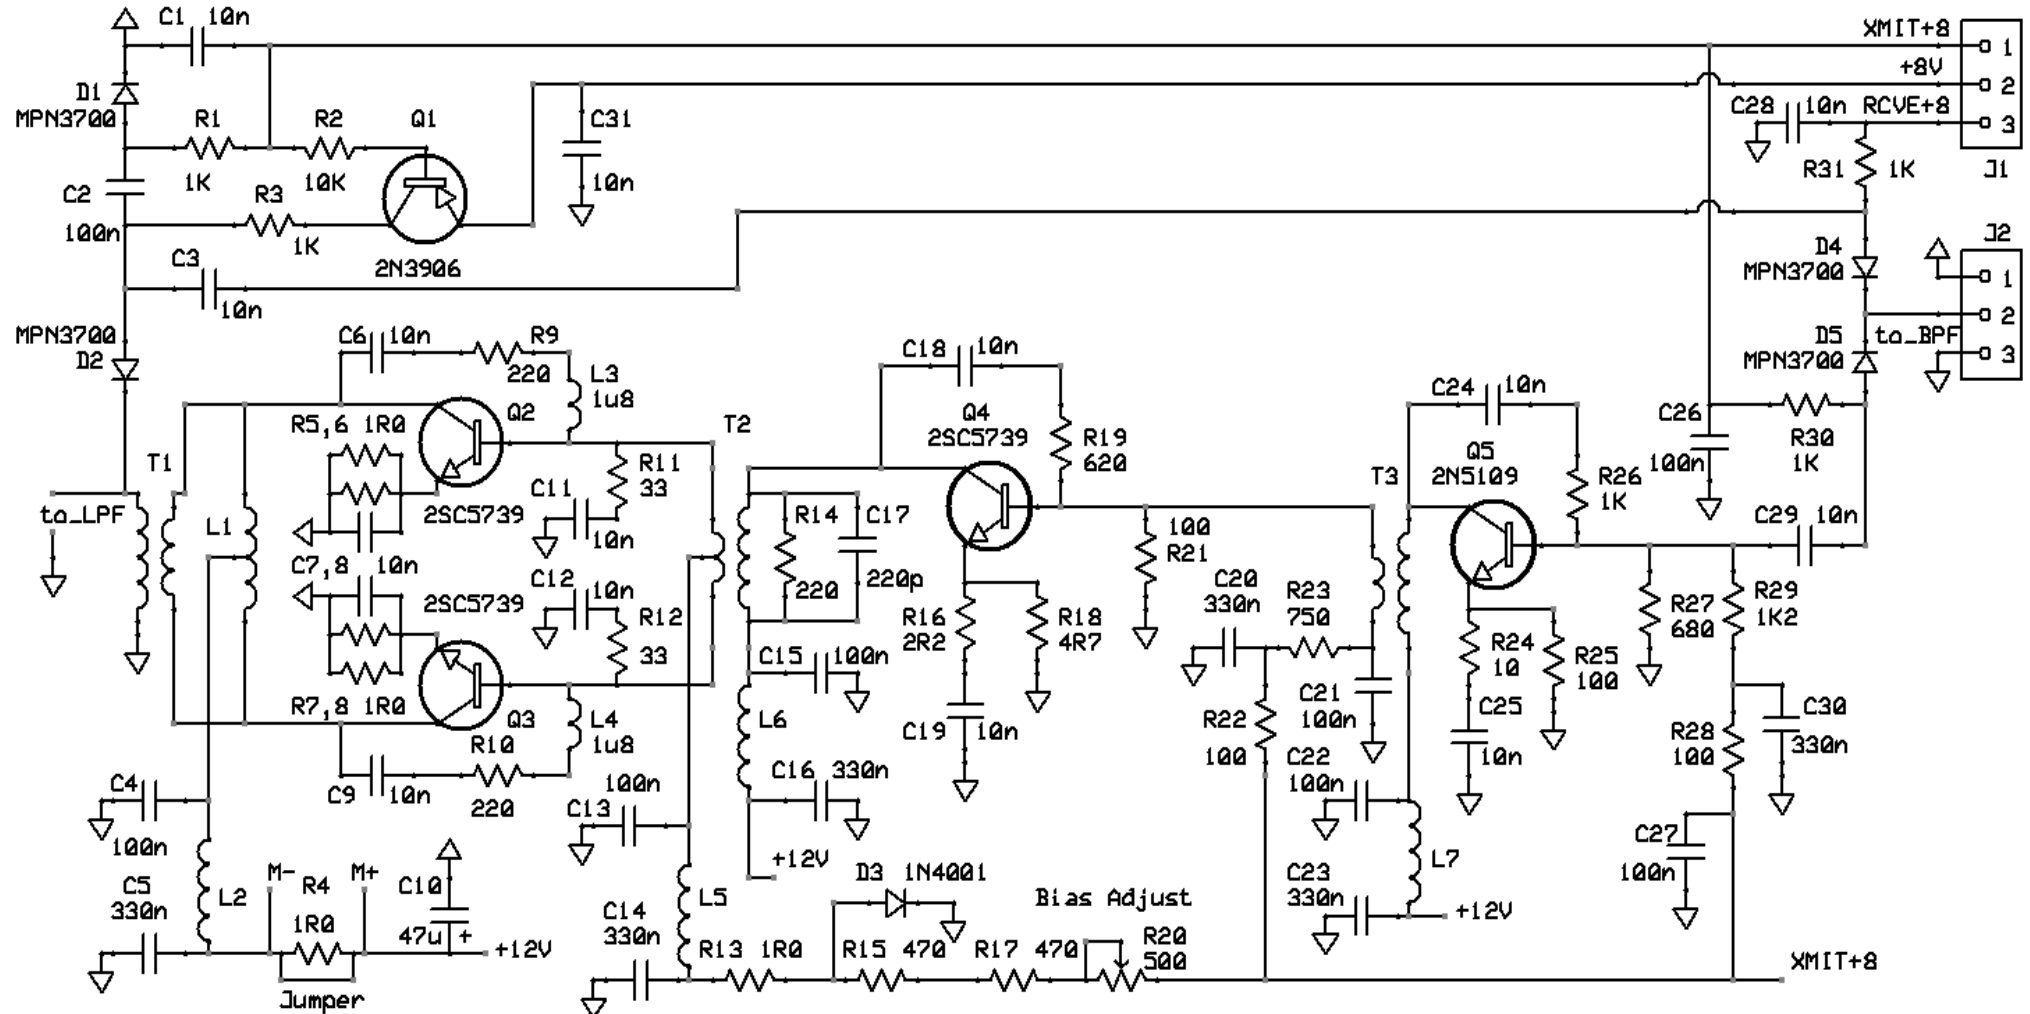 C1 10n
XMIT+8
1
+8V
2
D1
MPN3700
R1
R2
Q1
C31
C28 10n RCVE+8
3
1K
10K
10n
R31 1K
J1
C2
100n
R3
1K
2N3906
C3
10n
D4
MPN3700
J2
1
2
3
MPN3700
D2
C6 10n R9
220
L3
1u8
C18 10n
D5 to_BPF
MPN3700
R5,6 1R0
Q2
T2
Q4
2SC5739
R19
620
C24 10n
C26
100n
R30
1K
T1
to_LPF
L1
2SC5739
C11
10n
R11
33
R14
220
C17
220p
100
R21
T3
Q5
2N5109
R26
1K
C29 10n
C7,8 10n
2SC5739
C12 10n
R12
33
R16
2R2
R18
4R7
C20
330n
R23
750
R24
10
R25
100
R27
680
R29
1K2
R7,8 1R0
Q3
L4
1u8
C15 100n
L6
C19 10n
R22
100
C21
100n
C25
10n
R28
100
C30
330n
R10
220
C9 10n
C4
100n
C13
100n
C16 330n
+12V
C22
100n
C27
100n
L7
C5
330n
L2
M-
R4
1R0
M+
C10
47u +
+12V
Jumper
C14
330n
L5
D3 1N4001
Bias Adjust
C23
330n
+12V
R13 1R0
R15 470
R17 470
R20
500
XMIT+8